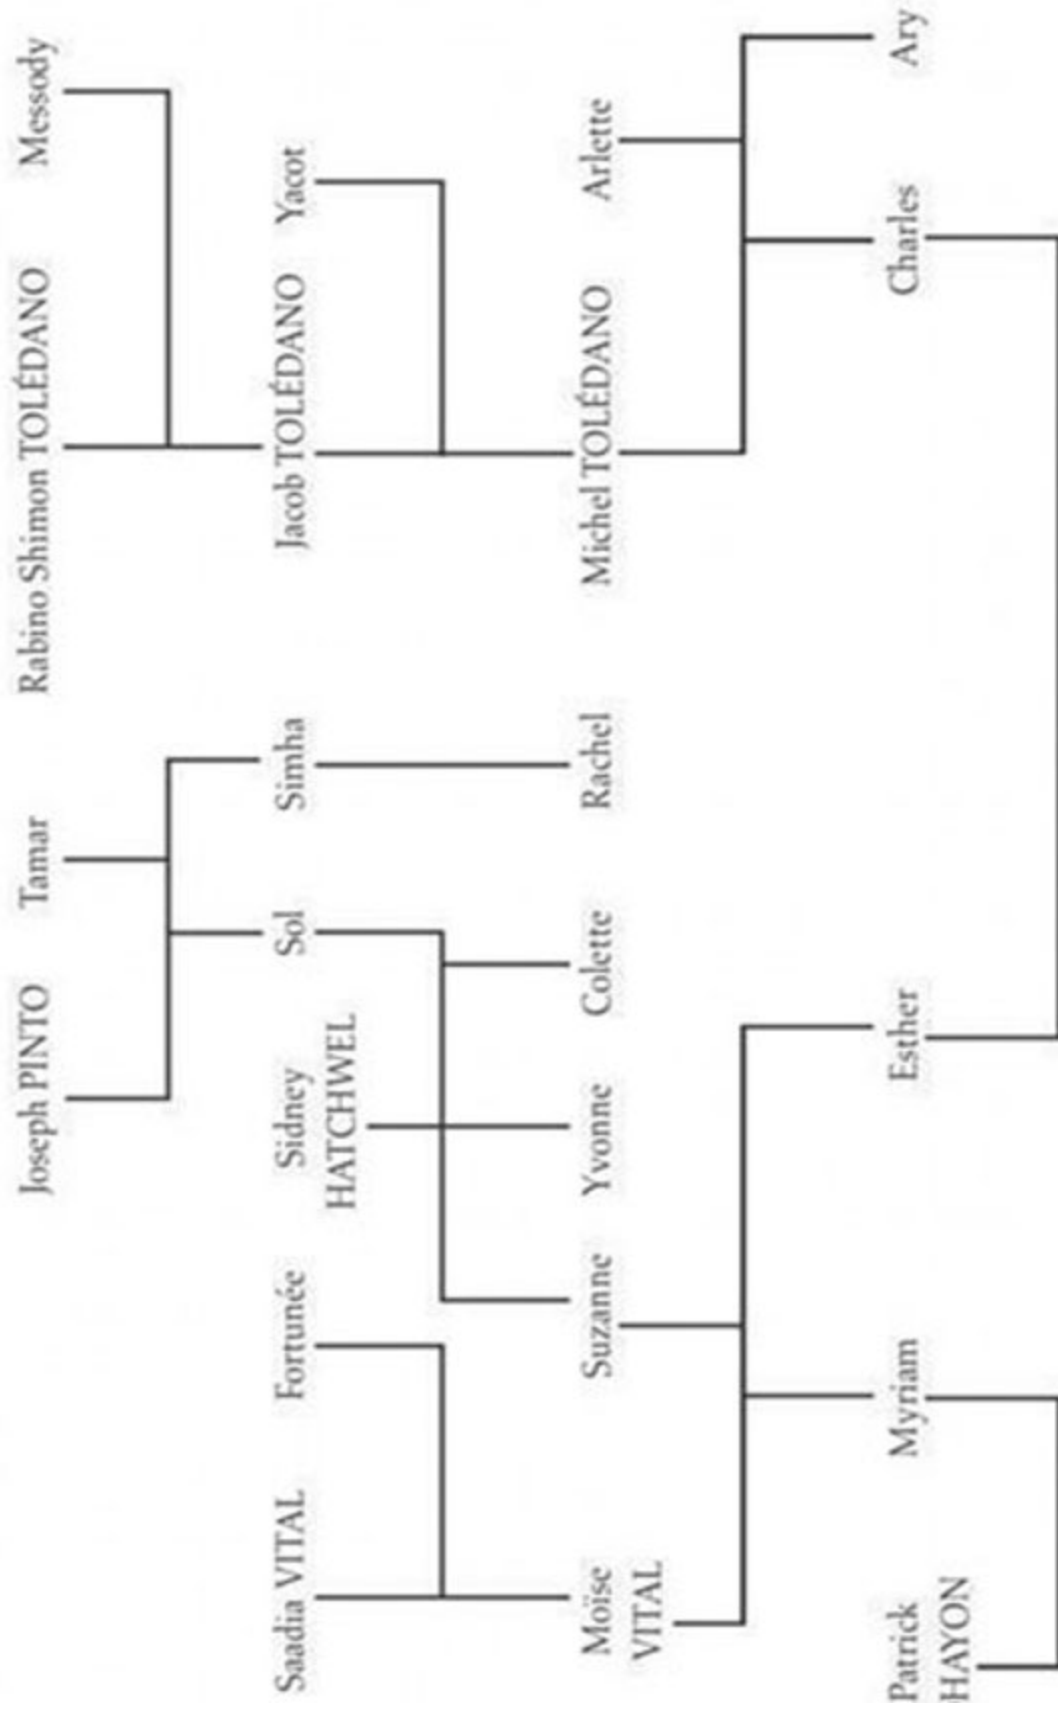 Joseph PINTO
Tamar
Rabino Shimon TOLÉDANO
Messody
Saadia VITAL
Fortunée
Sidney
HATCHWEL
Sol
Simha
Jacob TOLÉDANO
Yacot
Moïse
VITAL
Suzanne
Yvonne
Colette
Rachel
Michel TOLÉDANO
Arlette
Patrick
HAYON
Myriam
Esther
Charles
Ary